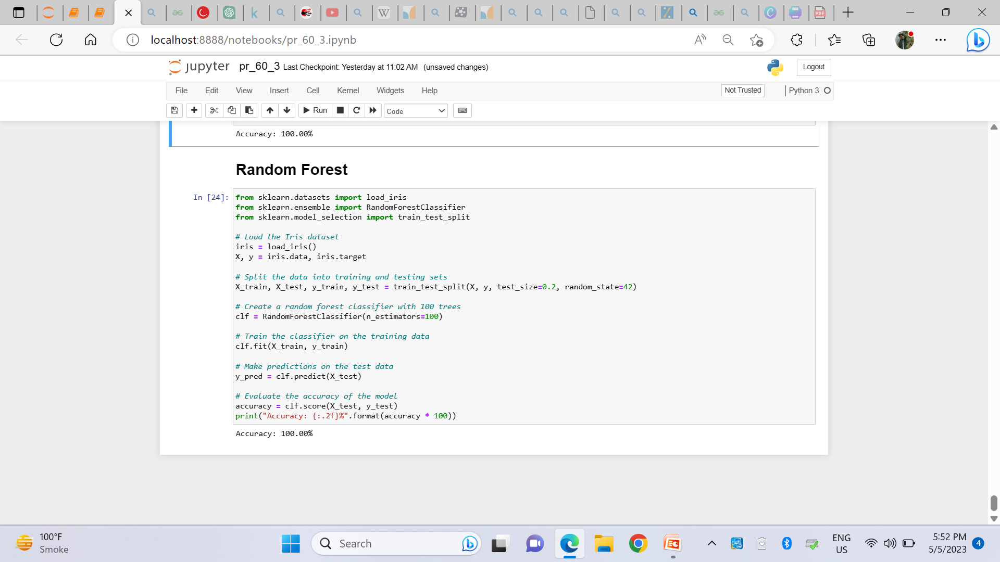 localhost:8888/notebooks/pr_60_3.ipynb
jupyter pr_60_3 Last Checkpoint: Yesterday at 11:02 AM (unsaved changes)
Logout
File Edit View Insert Cell Kernel Widgets Help
Not Trusted
Python 3
Run
Code
Accuracy: 100.00%
Random Forest
In [24]:
from sklearn.datasets import load_iris
from sklearn.ensemble import RandomForestClassifier
from sklearn.model_selection import train_test_split
# Load the Iris dataset
iris = load_iris()
X, y = iris.data, iris.target
# Split the data into training and testing sets
X_train, X_test, y_train, y_test = train_test_split(X, y, test_size=0.2, random_state=42)
# Create a random forest classifier with 100 trees
clf = RandomForestClassifier(n_estimators=100)
# Train the classifier on the training data
clf.fit(X_train, y_train)
# Make predictions on the test data
y_pred = clf.predict(X_test)
# Evaluate the accuracy of the model
accuracy = clf.score(X_test, y_test)
print("Accuracy: {:.2f}%".format(accuracy * 100))
Accuracy: 100.00%
100°F
Smoke
Search
ENG
US
5:52 PM
5/5/2023
4